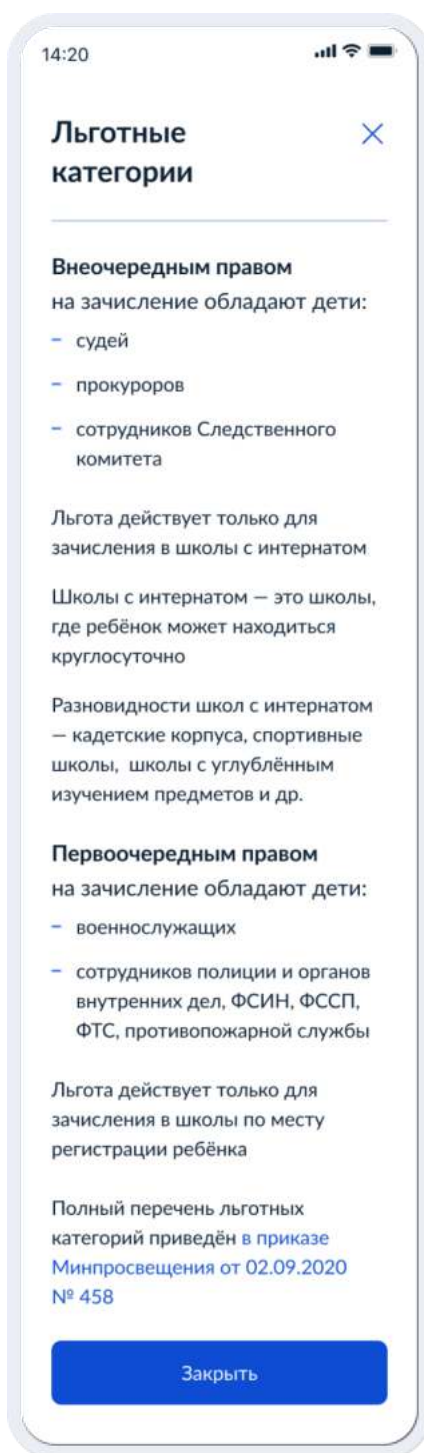 14:20
Льготные
категории
Внеочередным правом
на зачисление обладают дети:
– судей
– прокуроров
– сотрудников Следственного
комитета
Льгота действует только для
зачисления в школы с интернатом
Школы с интернатом — это школы,
где ребёнок может находиться
круглосуточно
Разновидности школ с интернатом
— кадетские корпуса, спортивные
школы, школы с углублённым
изучением предметов и др.
Первоочередным правом
на зачисление обладают дети:
– военнослужащих
– сотрудников полиции и органов
внутренних дел, ФСИН, ФССП,
ФТС, противопожарной службы
Льгота действует только для
зачисления в школы по месту
регистрации ребёнка
Полный перечень льготных
категорий приведён в приказе
Минпросвещения от 02.09.2020
№ 458
Закрыть